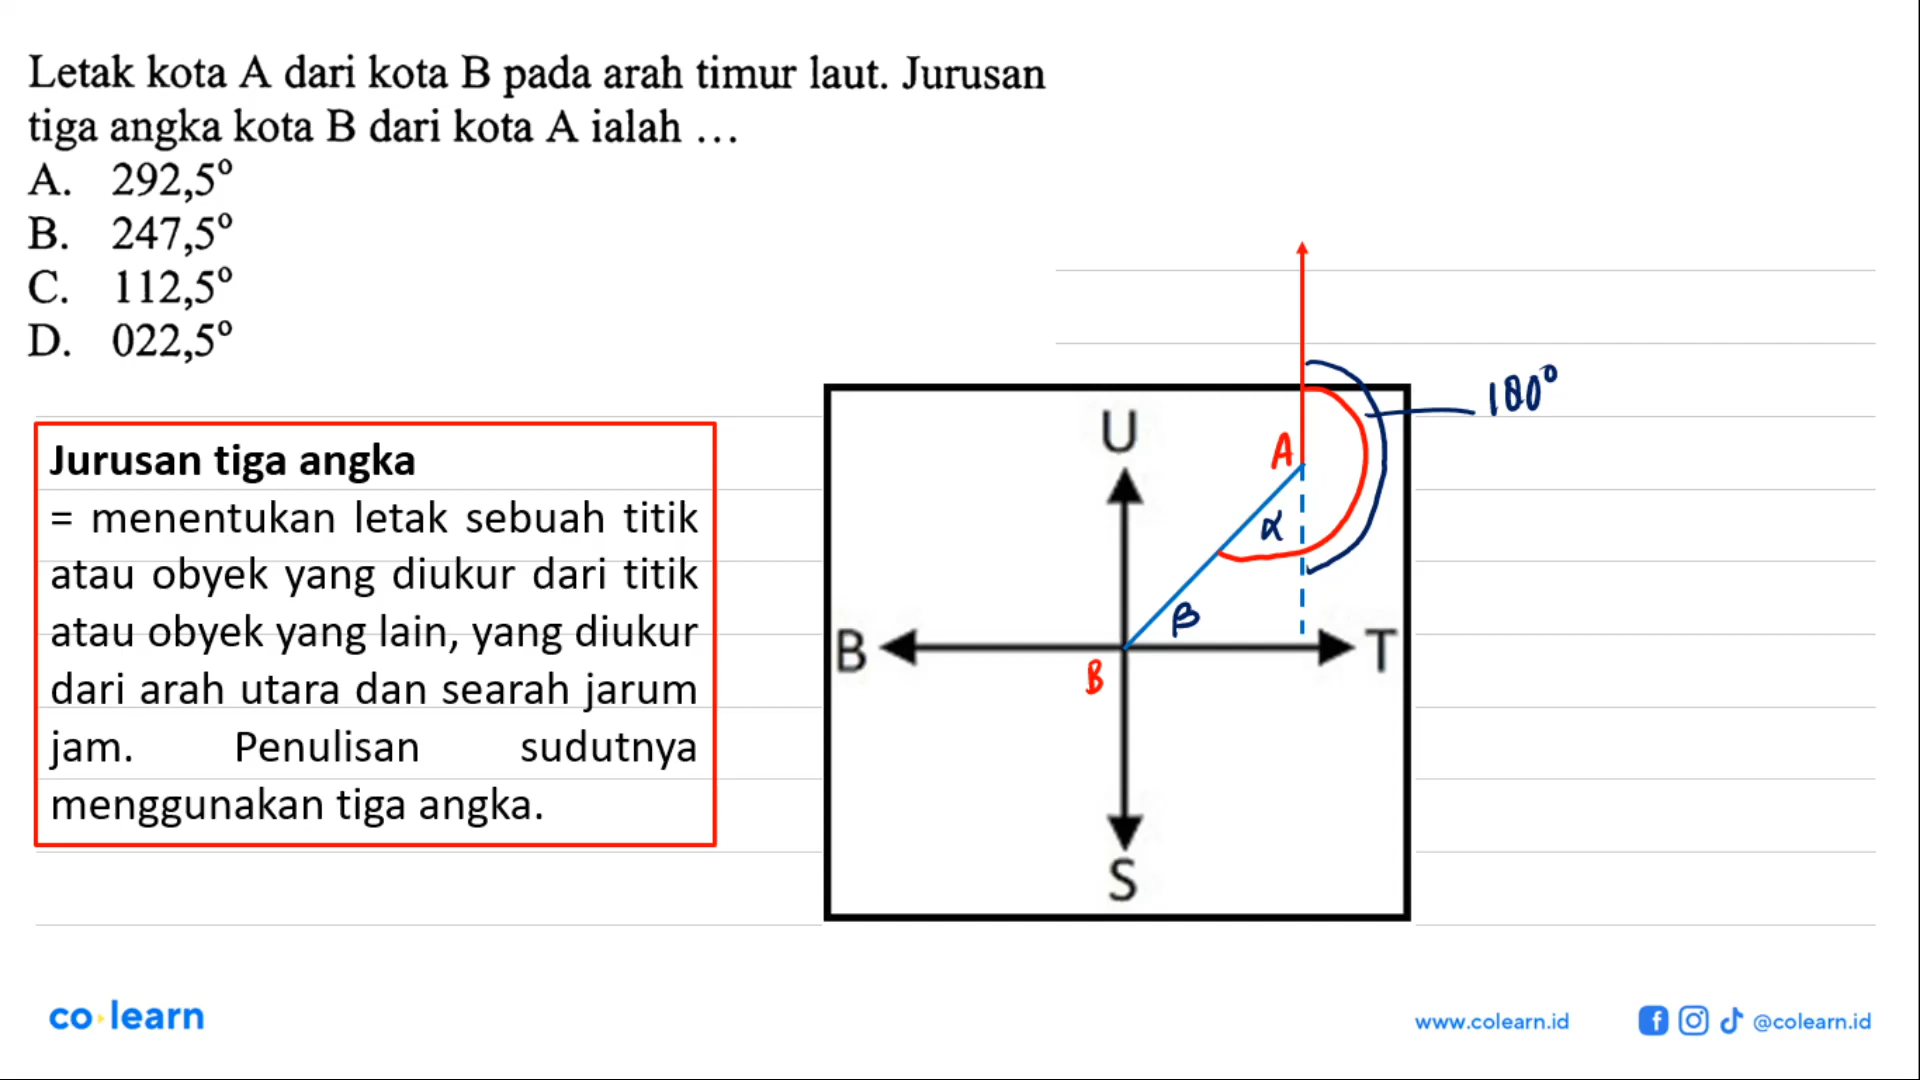 Letak kota A dari kota B pada arah timur laut. Jurusan
tiga angka kota B dari kota A ialah ...
A. 292,5°
B. 247,5°
C. 112,5°
D. 022,5°
Jurusan tiga angka
= menentukan letak sebuah titik
atau obyek yang diukur dari titik
atau obyek yang lain, yang diukur
dari arah utara dan searah jarum
jam. Penulisan sudutnya
menggunakan tiga angka.
180°
U
A
α
β
B
T
B
S
co learn
www.colearn.id
@colearn.id